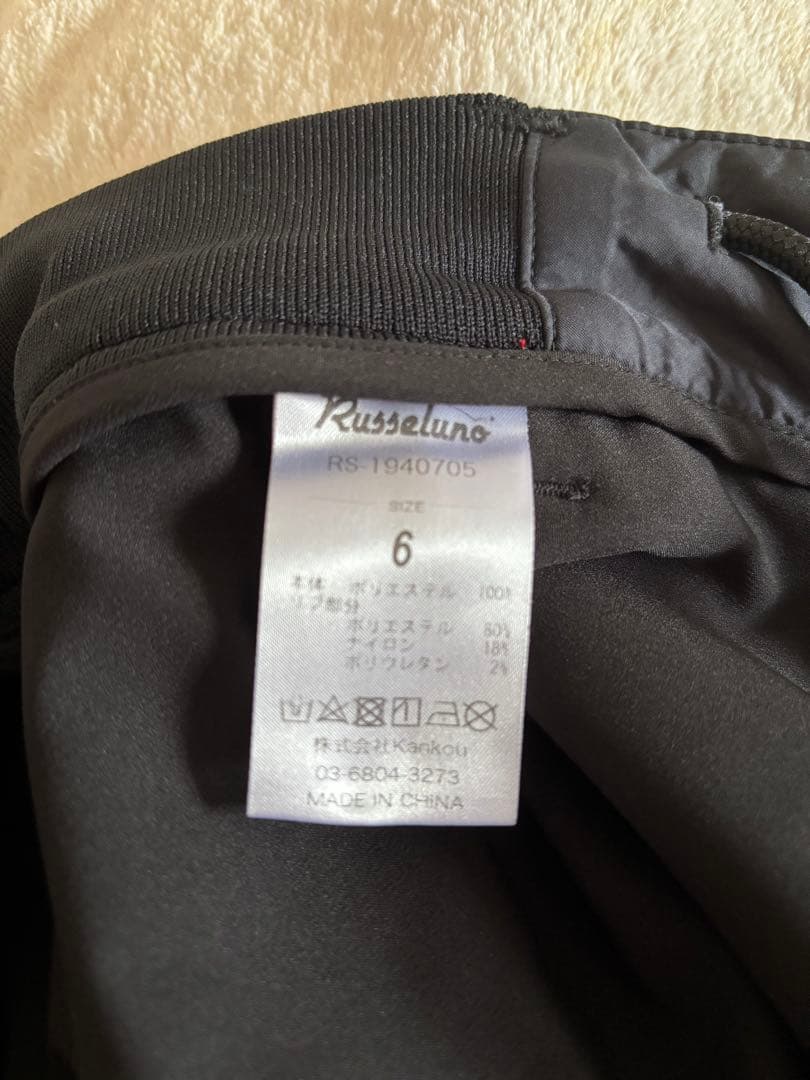 Russeluno
RS-1940705
SIZE
6
本体 ポリエステル 100%
リブ部分
ポリエステル 80%
ナイロン 18%
ポリウレタン 2%
株式会社Kankou
03-6804-3273
MADE IN CHINA